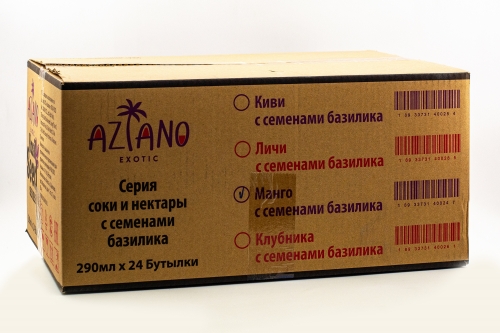 AZIANO
EXOTIC
Серия
соки и нектары
с семенами
базилика
290мл х 24 Бутылки
Киви
с семенами базилика
Личи
с семенами базилика
Манго
с семенами базилика
Клубника
с семенами базилика